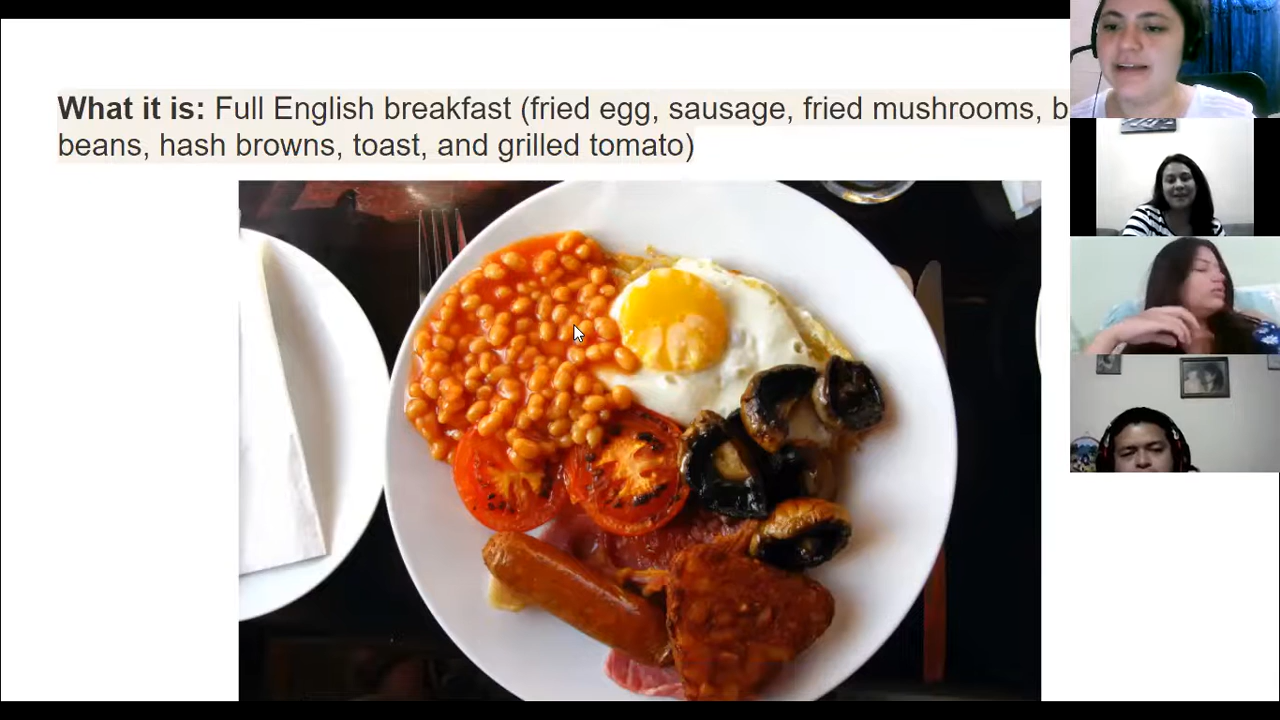 What it is: Full English breakfast (fried egg, sausage, fried mushrooms,
beans, hash browns, toast, and grilled tomato)